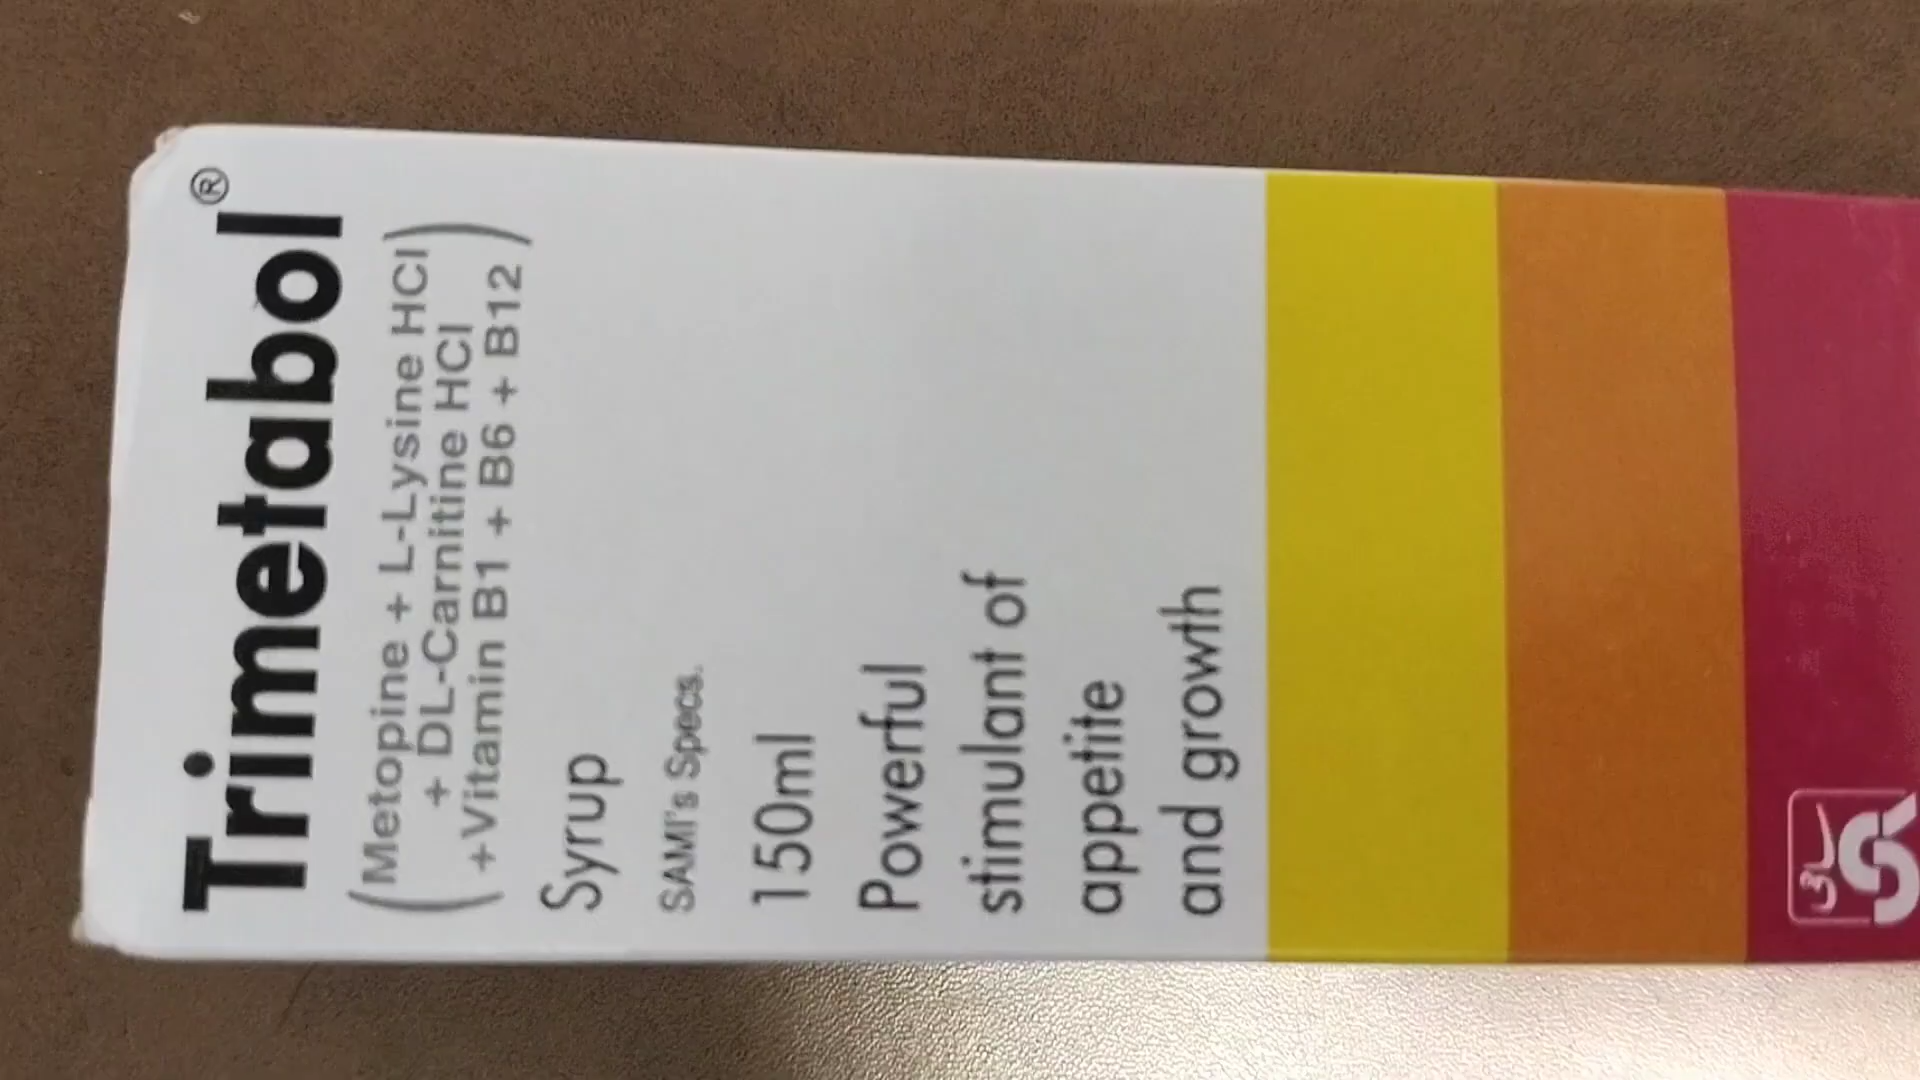 Trimetabol®
(Metopine + L-Lysine HCl
+ DL-Carnitine HCl
+Vitamin B1 + B6 + B12)
Syrup
SAMI's Specs.
150ml
Powerful
stimulant of
appetite
and growth
سامی